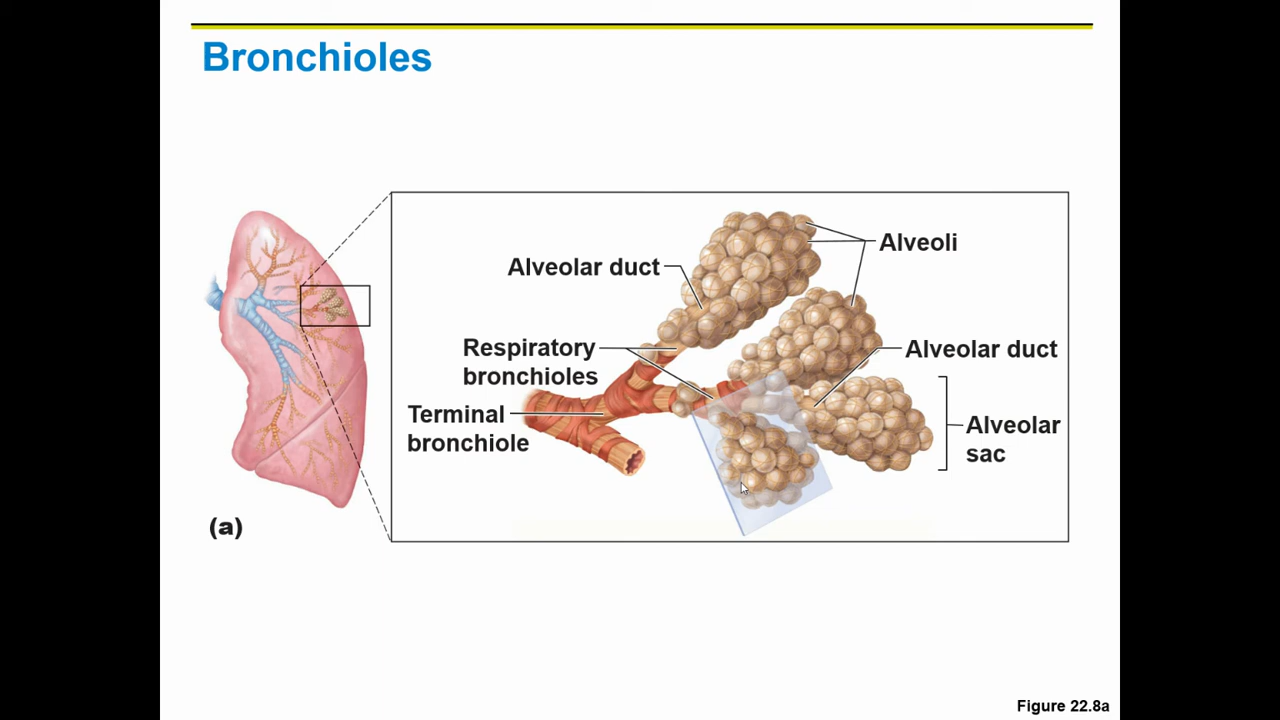 Bronchioles
Alveoli
Alveolar duct
Respiratory
bronchioles
Alveolar duct
Terminal
bronchiole
Alveolar
sac
(a)
Figure 22.8a